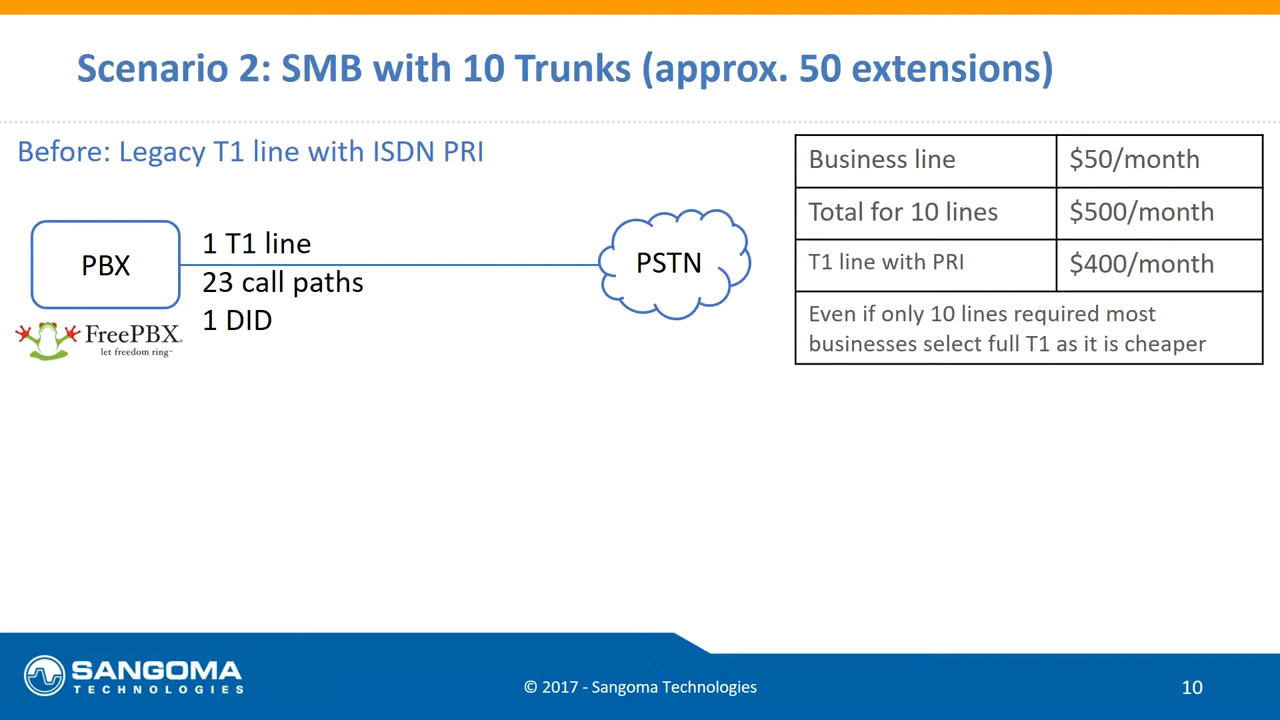 Scenario 2: SMB with 10 Trunks (approx. 50 extensions)
Before: Legacy T1 line with ISDN PRI
PBX
1 T1 line
23 call paths
1 DID
PSTN
FreePBX®
let freedom ring™
Business line $50/month
Total for 10 lines $500/month
T1 line with PRI $400/month
Even if only 10 lines required most
businesses select full T1 as it is cheaper
SANGOMA
TECHNOLOGIES
© 2017 - Sangoma Technologies
10